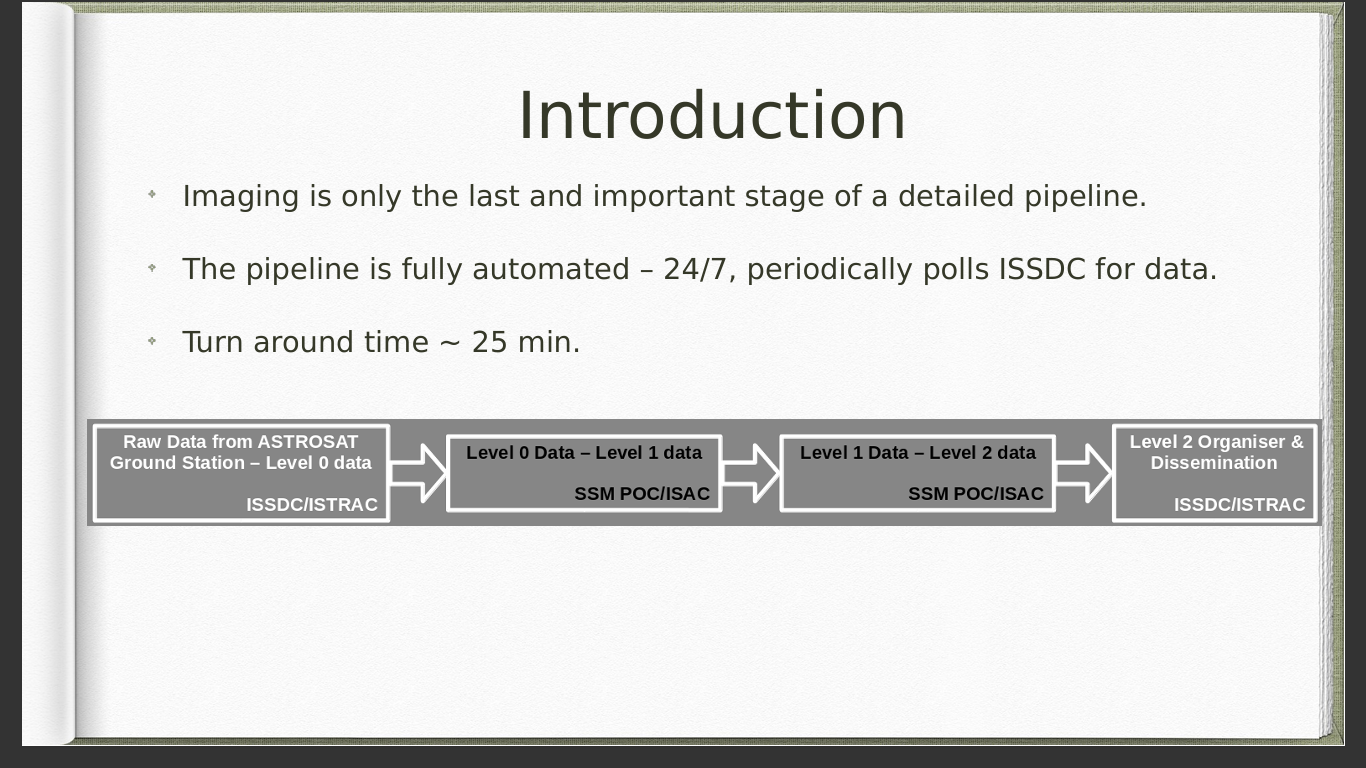 Introduction
Imaging is only the last and important stage of a detailed pipeline.
The pipeline is fully automated – 24/7, periodically polls ISSDC for data.
Turn around time ~ 25 min.
Raw Data from ASTROSAT
Ground Station – Level 0 data
ISSDC/ISTRAC
Level 0 Data – Level 1 data
SSM POC/ISAC
Level 1 Data – Level 2 data
SSM POC/ISAC
Level 2 Organiser &
Dissemination
ISSDC/ISTRAC